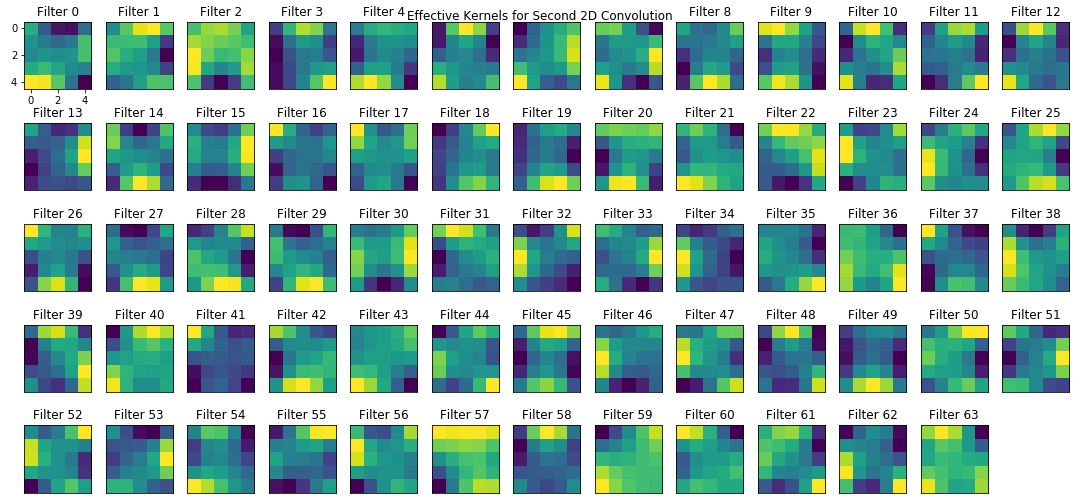 Effective Kernels for Second 2D Convolution
Filter 0 Filter 1 Filter 2 Filter 3 Filter 4 Filter 8 Filter 9 Filter 10 Filter 11 Filter 12
0
2
4
0 2 4
Filter 13 Filter 14 Filter 15 Filter 16 Filter 17 Filter 18 Filter 19 Filter 20 Filter 21 Filter 22 Filter 23 Filter 24 Filter 25
Filter 26 Filter 27 Filter 28 Filter 29 Filter 30 Filter 31 Filter 32 Filter 33 Filter 34 Filter 35 Filter 36 Filter 37 Filter 38
Filter 39 Filter 40 Filter 41 Filter 42 Filter 43 Filter 44 Filter 45 Filter 46 Filter 47 Filter 48 Filter 49 Filter 50 Filter 51
Filter 52 Filter 53 Filter 54 Filter 55 Filter 56 Filter 57 Filter 58 Filter 59 Filter 60 Filter 61 Filter 62 Filter 63